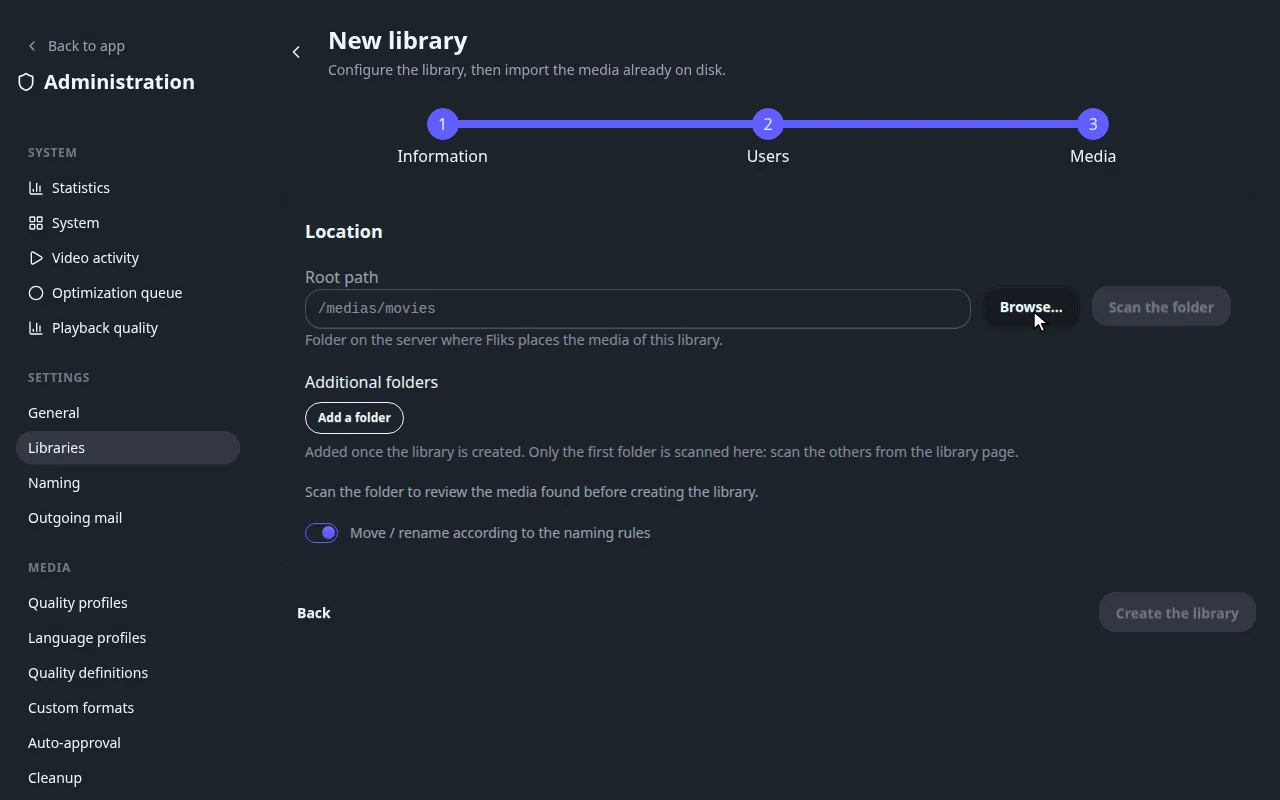 Back to app
Administration
SYSTEM
Statistics
System
Video activity
Optimization queue
Playback quality
SETTINGS
General
Libraries
Naming
Outgoing mail
MEDIA
Quality profiles
Language profiles
Quality definitions
Custom formats
Auto-approval
Cleanup
New library
Configure the library, then import the media already on disk.
1
2
3
Information
Users
Media
Location
Root path
/medias/movies
Browse...
Scan the folder
Folder on the server where Fliks places the media of this library.
Additional folders
Add a folder
Added once the library is created. Only the first folder is scanned here: scan the others from the library page.
Scan the folder to review the media found before creating the library.
Move / rename according to the naming rules
Back
Create the library